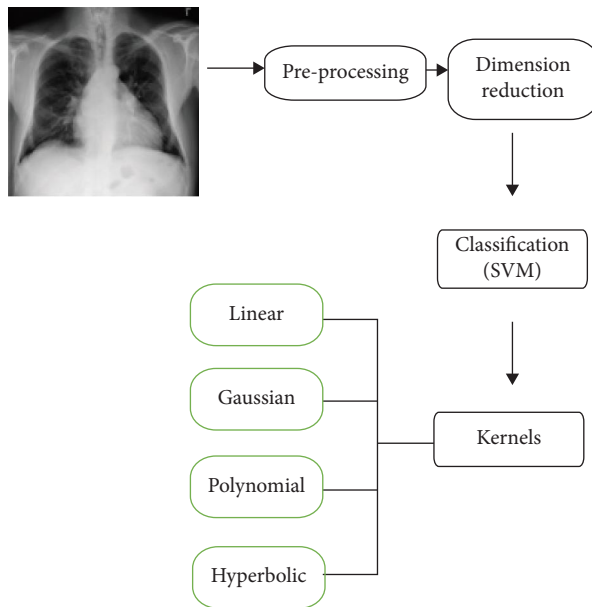 Pre-processing
Dimension
reduction
Classification
(SVM)
Kernels
Linear
Gaussian
Polynomial
Hyperbolic